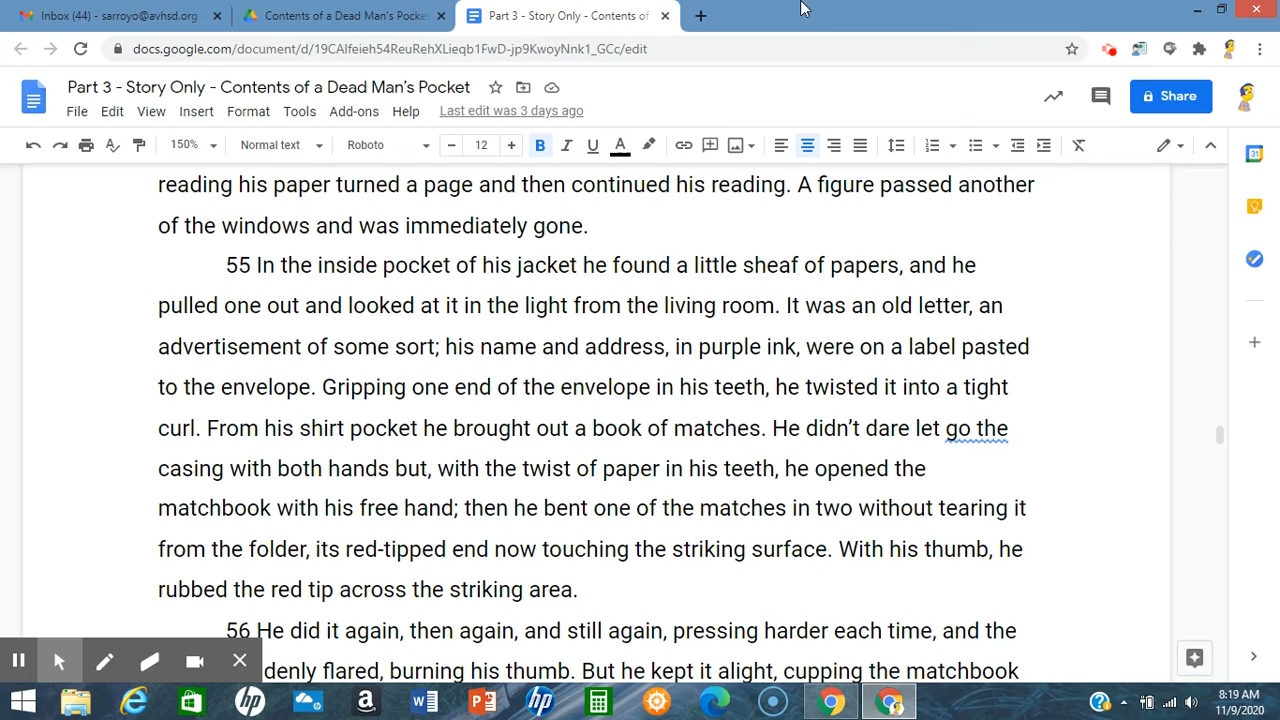 Inbox (44) - sarroyo@avhsd.org
Contents of a Dead Man's Pocke
Part 3 - Story Only - Contents of
docs.google.com/document/d/19CAlfeieh54ReuRehXLieqb1FwD-jp9KwoyNnk1_GCc/edit
Part 3 - Story Only - Contents of a Dead Man's Pocket
File Edit View Insert Format Tools Add-ons Help Last edit was 3 days ago
Share
150% Normal text Roboto 12 B I U A
reading his paper turned a page and then continued his reading. A figure passed another
of the windows and was immediately gone.
55 In the inside pocket of his jacket he found a little sheaf of papers, and he
pulled one out and looked at it in the light from the living room. It was an old letter, an
advertisement of some sort; his name and address, in purple ink, were on a label pasted
to the envelope. Gripping one end of the envelope in his teeth, he twisted it into a tight
curl. From his shirt pocket he brought out a book of matches. He didn’t dare let go the
casing with both hands but, with the twist of paper in his teeth, he opened the
matchbook with his free hand; then he bent one of the matches in two without tearing it
from the folder, its red-tipped end now touching the striking surface. With his thumb, he
rubbed the red tip across the striking area.
56 He did it again, then again, and still again, pressing harder each time, and the
denly flared, burning his thumb. But he kept it alight, cupping the matchbook
8:19 AM
11/9/2020